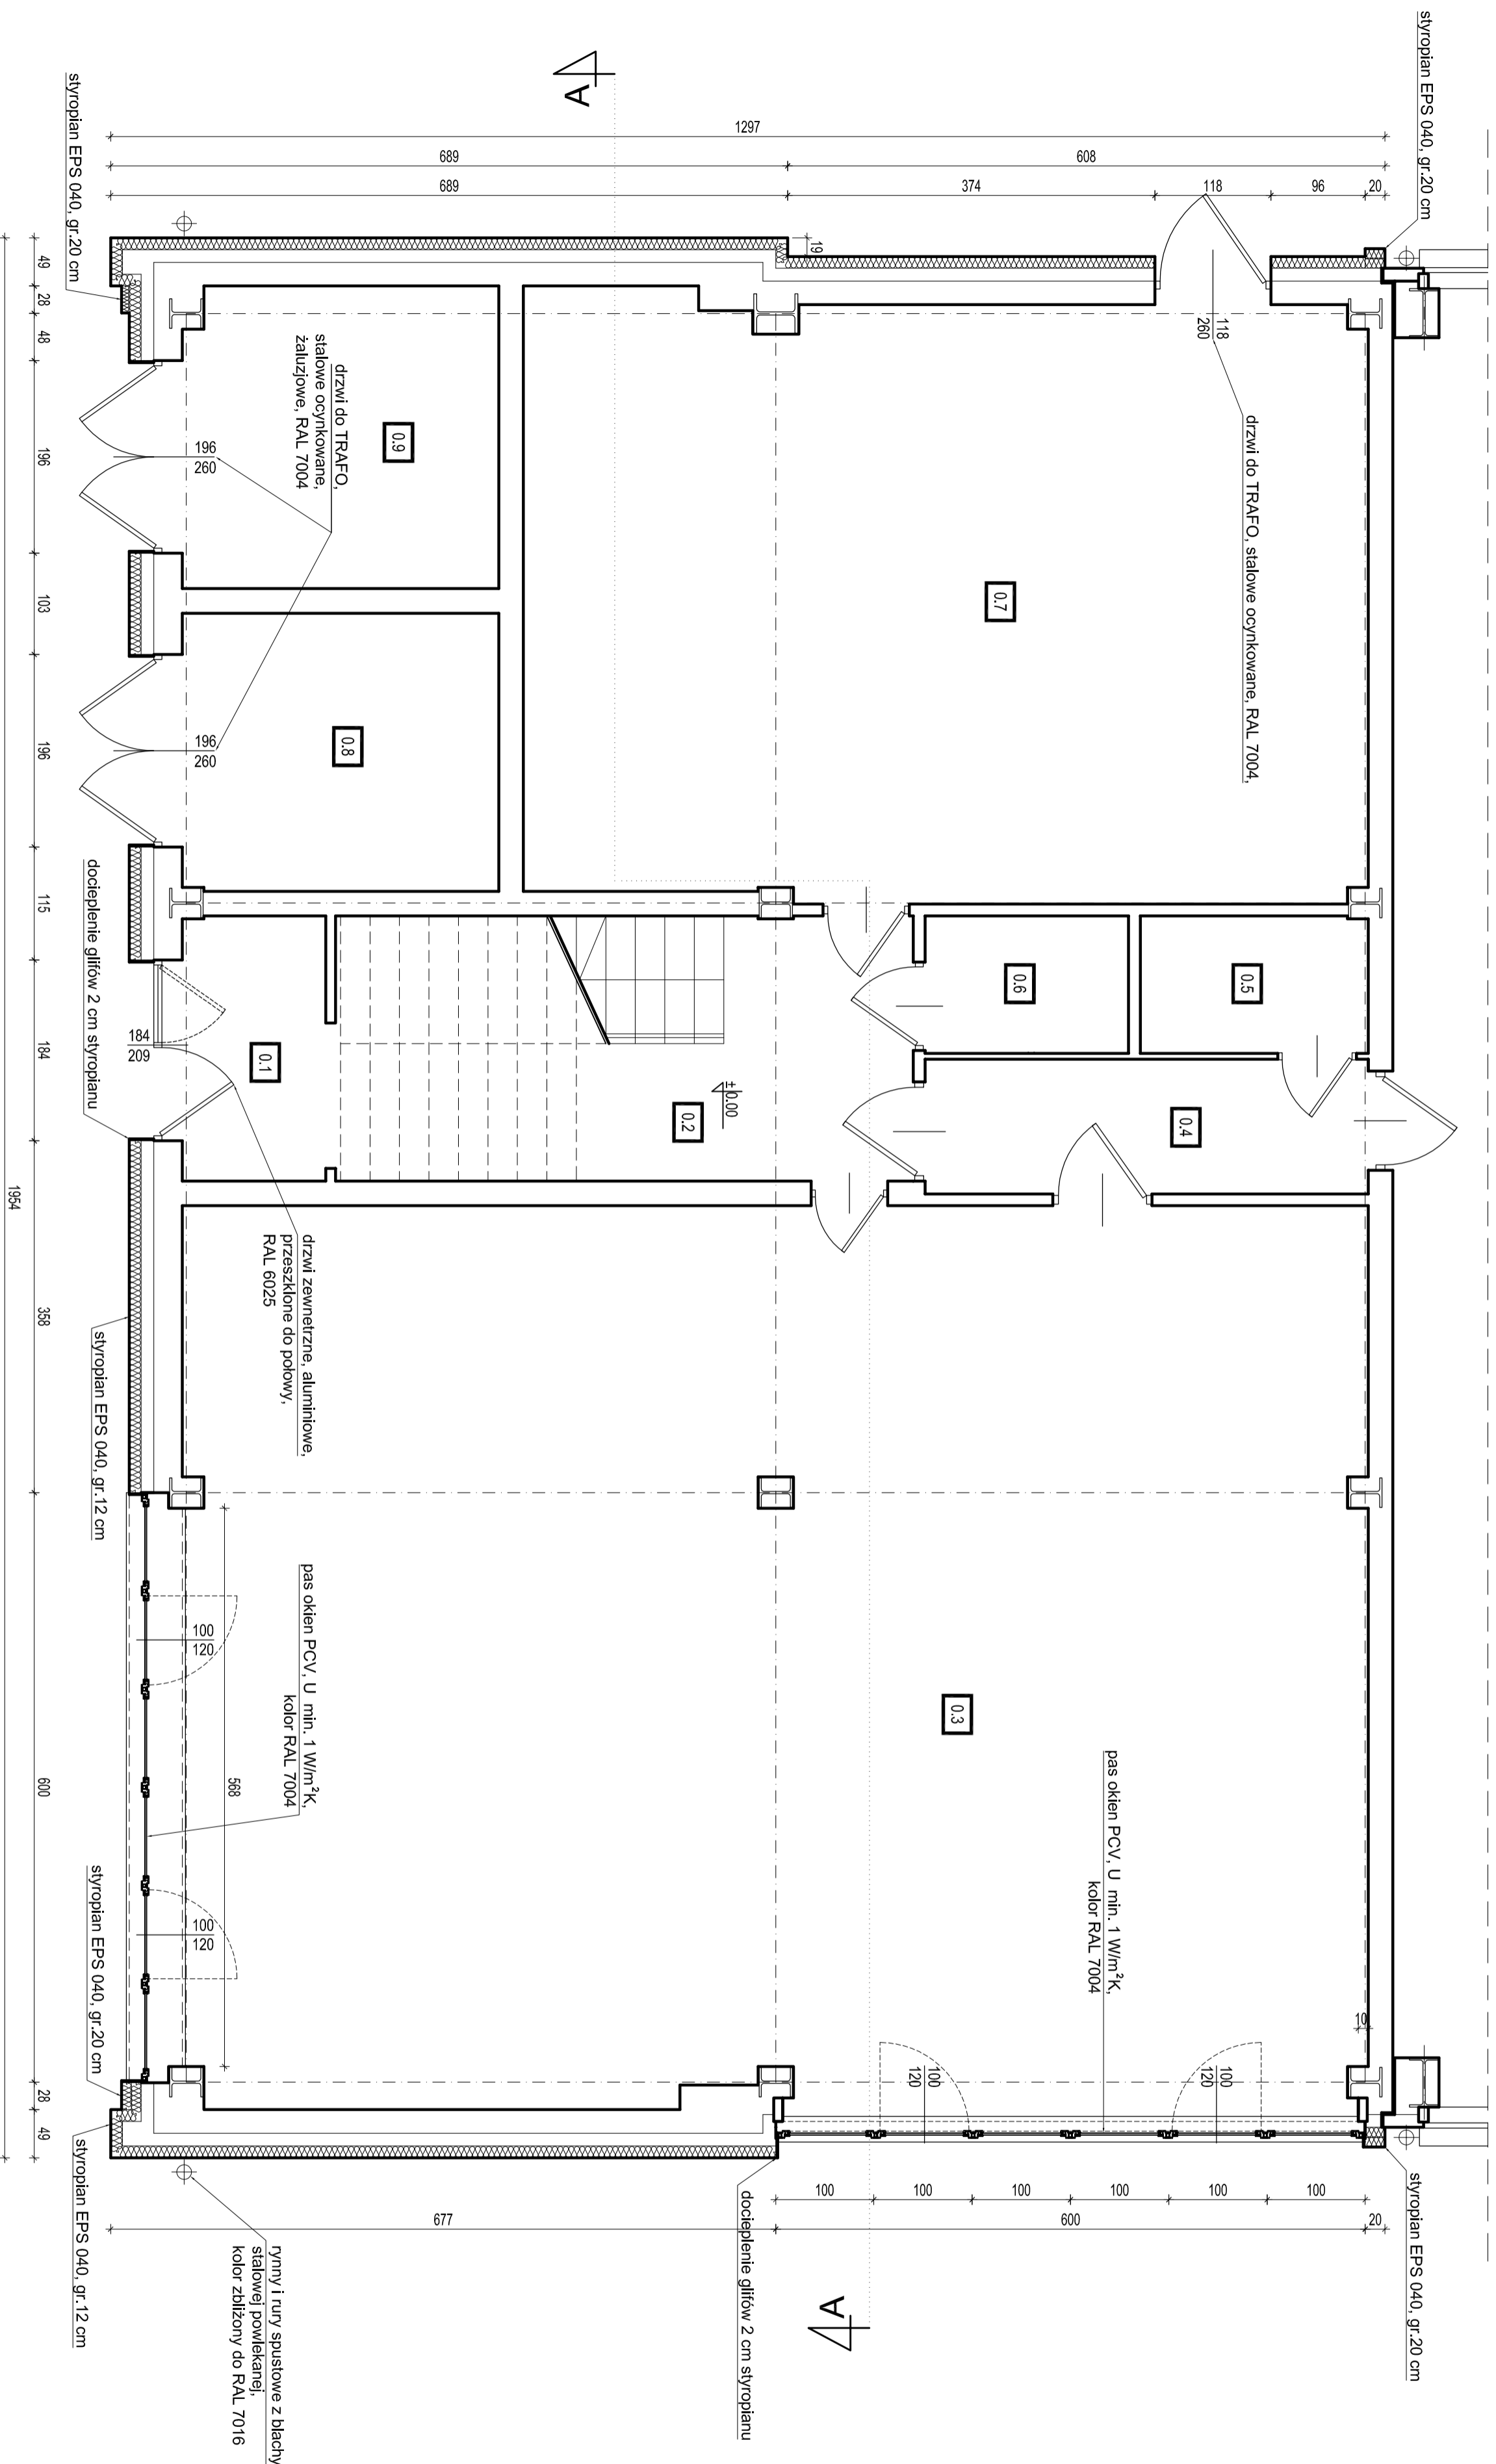 styropian EPS 040, gr.20 cm
styropian EPS 040, gr.20 cm
A
1297
689
608
689
374
118
96
20
19
118
260
drzwi do TRAFO, stalowe ocynkowane, RAL 7004,
drzwi do TRAFO,
stalowe ocynkowane,
żaluzjowe, RAL 7004
0.9
196
260
0.7
0.8
196
260
0.6
0.5
0.1
184
209
± 0.00
0.2
0.4
docieplenie glifów 2 cm styropianu
drzwi zewnetrzne, aluminiowe,
przeszklone do połowy,
RAL 6025
styropian EPS 040, gr.12 cm
pas okien PCV, U min. 1 W/m²K,
kolor RAL 7004
0.3
pas okien PCV, U min. 1 W/m²K,
kolor RAL 7004
100
120
568
100
120
100
120
100
120
10
49
28
48
196
103
196
115
184
358
600
28
49
1954
styropian EPS 040, gr.20 cm
styropian EPS 040, gr.12 cm
100
100
100
100
100
100
677
600
20
docieplenie glifów 2 cm styropianu
styropian EPS 040, gr.20 cm
A
rynny i rury spustowe z blachy
stalowej powlekanej,
kolor zbliżony do RAL 7016